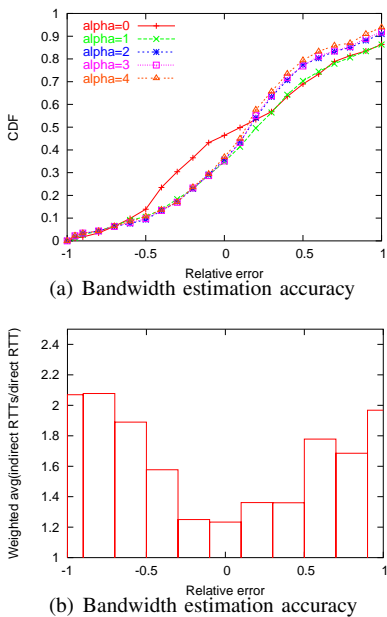 alpha=0
alpha=1
alpha=2
alpha=3
alpha=4
CDF
1
0.9
0.8
0.7
0.6
0.5
0.4
0.3
0.2
0.1
0
-1 -0.5 0 0.5 1
Relative error
(a) Bandwidth estimation accuracy
Weighted avg(indirect RTTs/direct RTT)
2.4
2.2
2
1.8
1.6
1.4
1.2
1
-1 -0.5 0 0.5 1
Relative error
(b) Bandwidth estimation accuracy